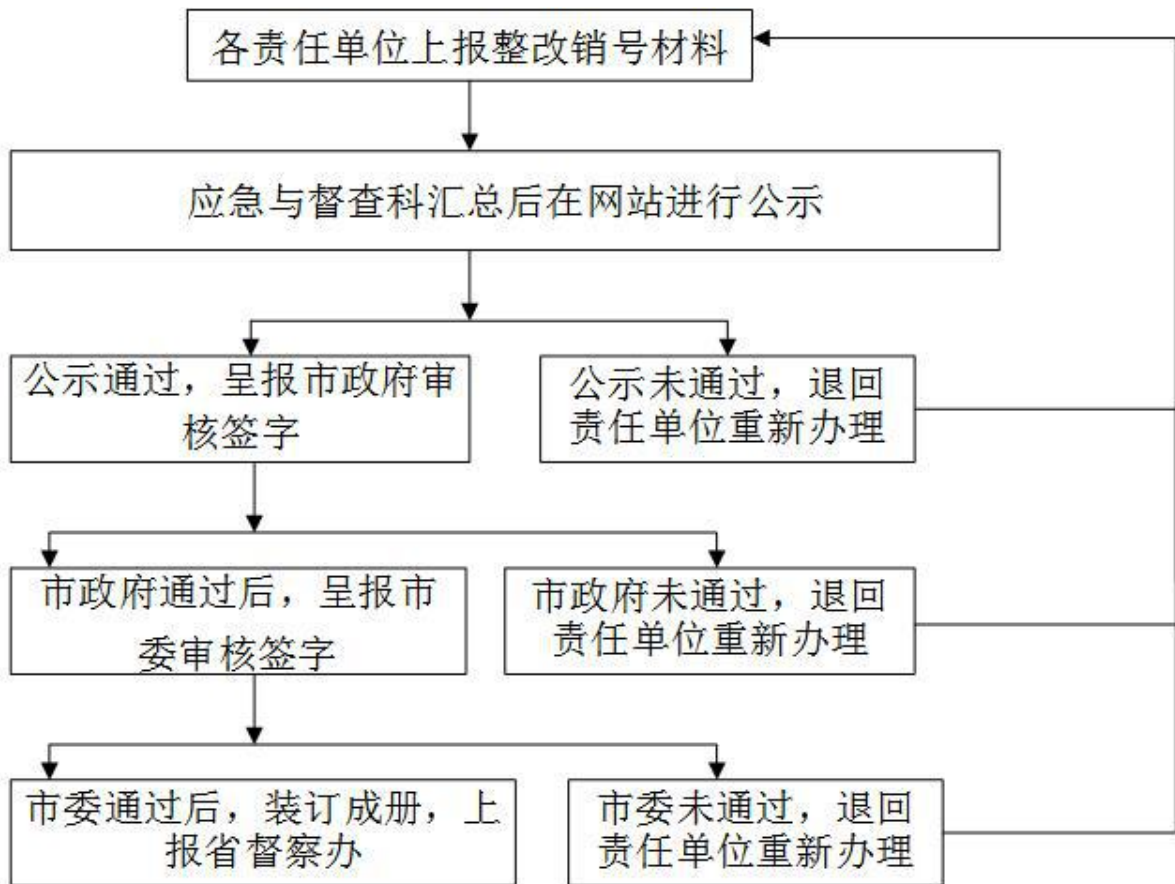 各责任单位上报整改销号材料
应急与督查科汇总后在网站进行公示
公示通过，呈报市政府审
核签字
公示未通过，退回
责任单位重新办理
市政府通过后，呈报市
委审核签字
市政府未通过，退回
责任单位重新办理
市委通过后，装订成册，上
报省督察办
市委未通过，退回
责任单位重新办理